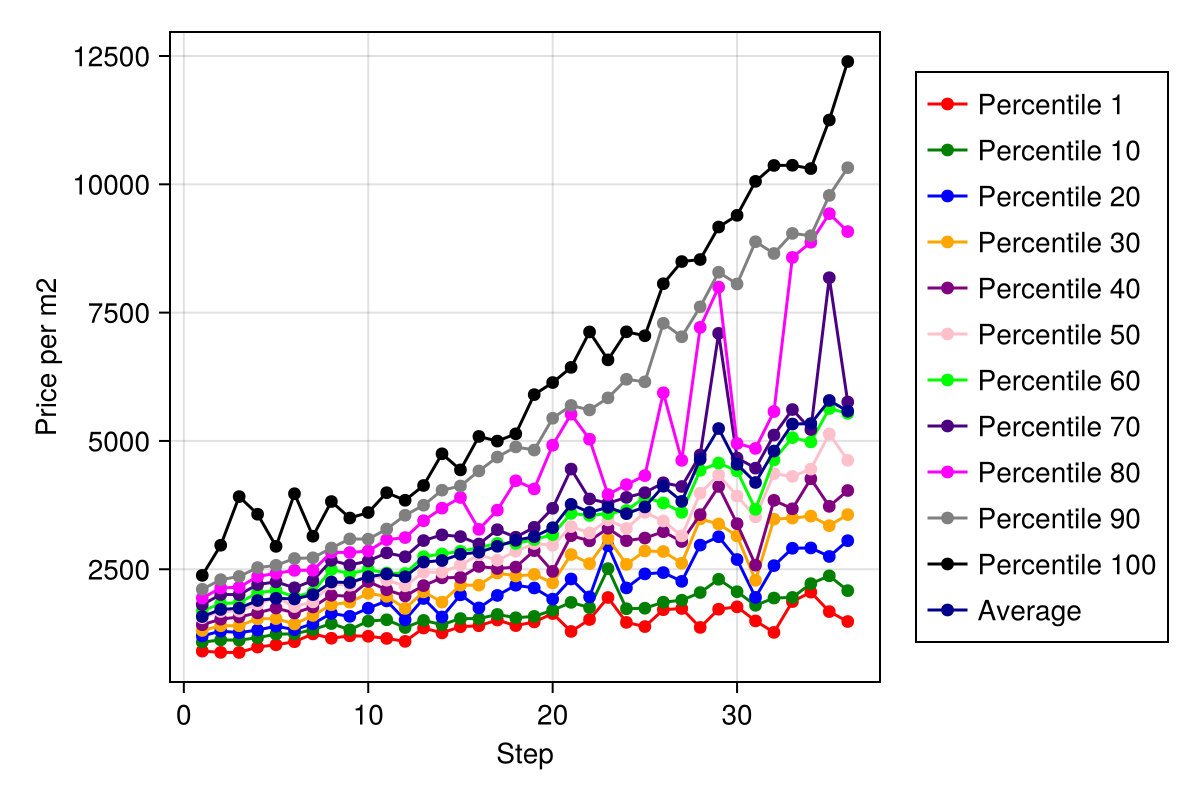 12500
10000
7500
5000
2500
Price per m2
0 10 20 30
Step
Percentile 1
Percentile 10
Percentile 20
Percentile 30
Percentile 40
Percentile 50
Percentile 60
Percentile 70
Percentile 80
Percentile 90
Percentile 100
Average